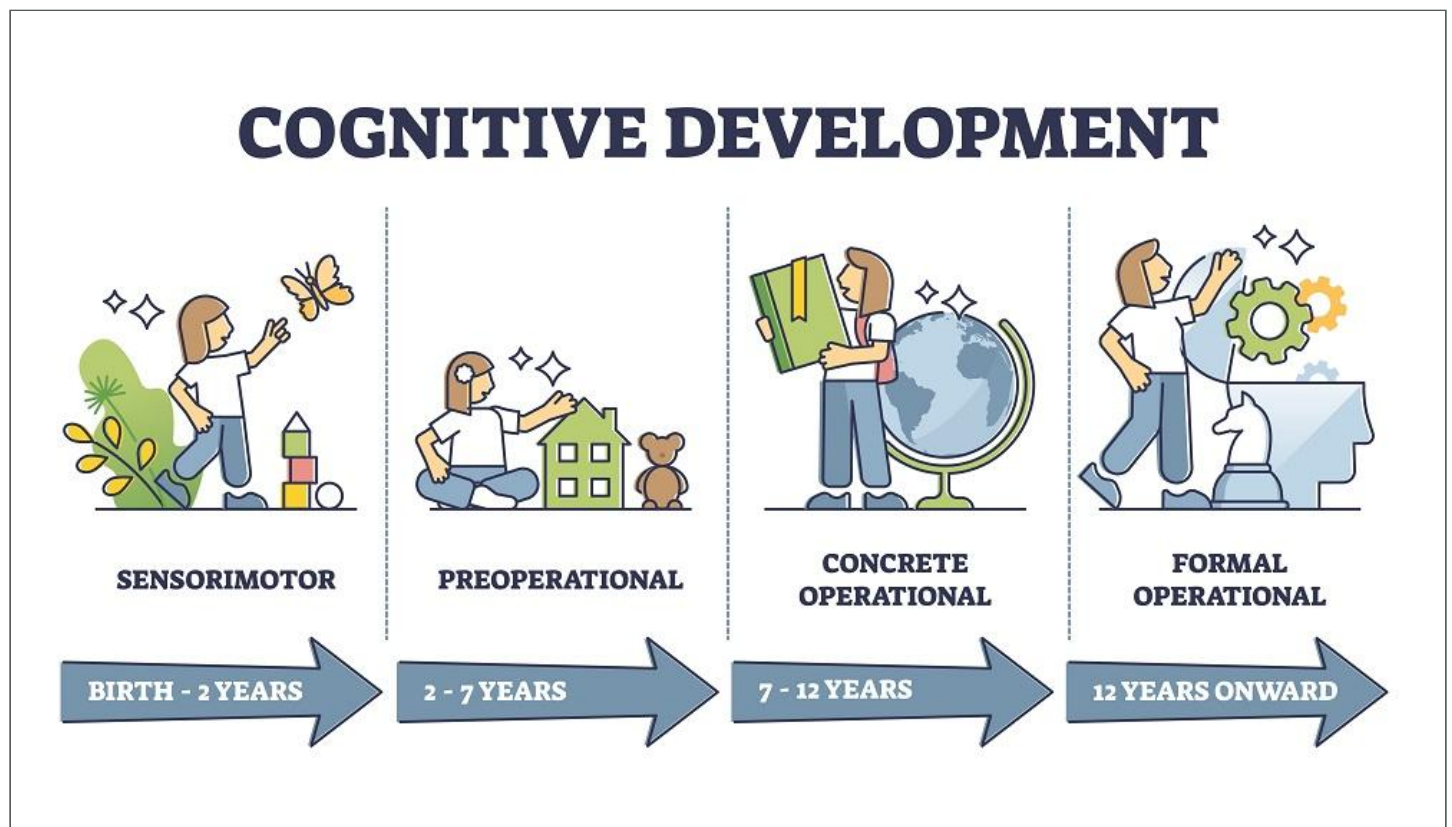 COGNITIVE DEVELOPMENT
SENSORIMOTOR
PREOPERATIONAL
CONCRETE
OPERATIONAL
FORMAL
OPERATIONAL
BIRTH - 2 YEARS
2 - 7 YEARS
7 - 12 YEARS
12 YEARS ONWARD